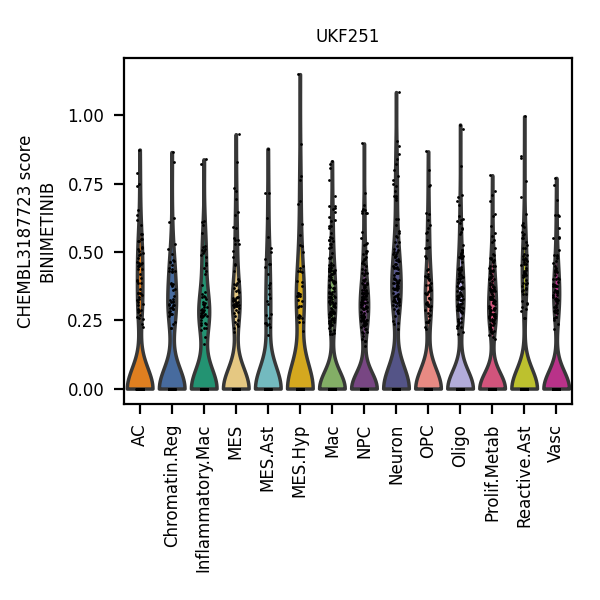 UKF251
CHEMBL3187723 score
BINIMETINIB
1.00
0.75
0.50
0.25
0.00
AC
Chromatin.Reg
Inflammatory.Mac
MES
MES.Ast
MES.Hyp
Mac
NPC
Neuron
OPC
Oligo
Prolif.Metab
Reactive.Ast
Vasc